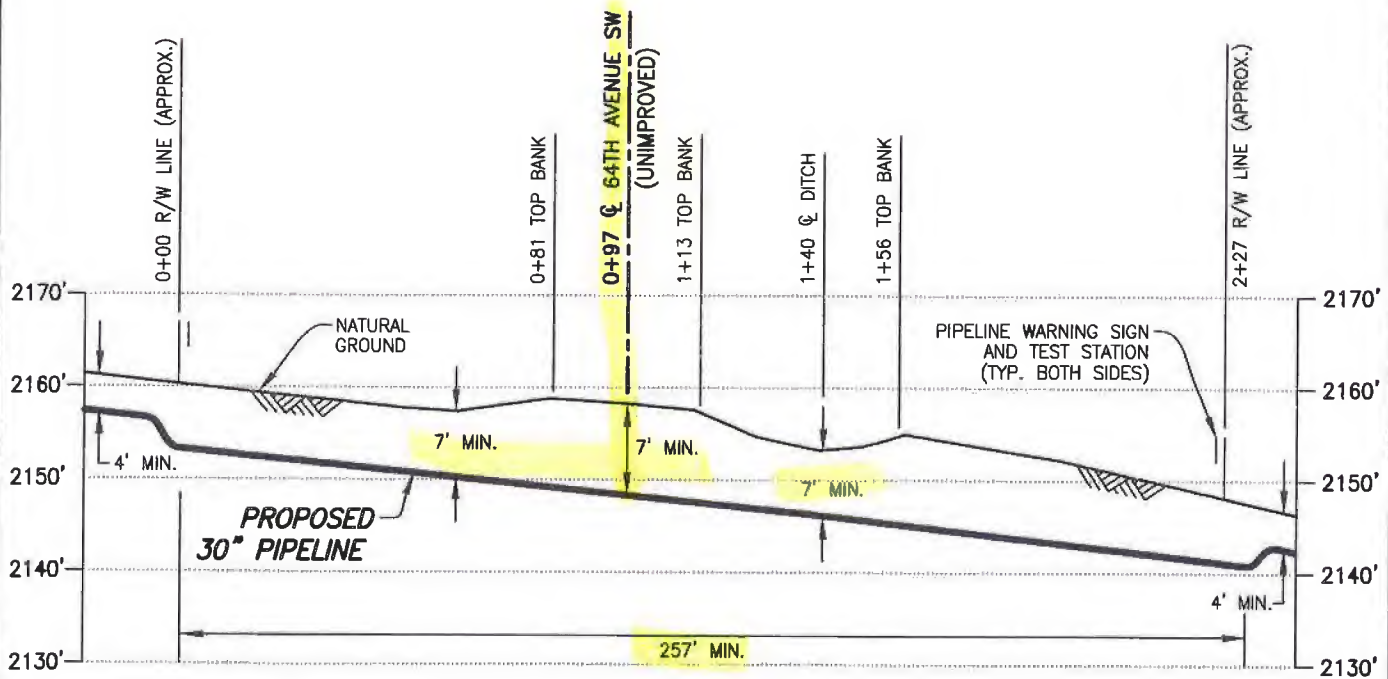 0+00 R/W LINE (APPROX.)
0+81 TOP BANK
0+97 ℄ 64TH AVENUE SW
(UNIMPROVED)
1+13 TOP BANK
1+40 ℄ DITCH
1+56 TOP BANK
2+27 R/W LINE (APPROX.)
2170'
2170'
NATURAL
GROUND
PIPELINE WARNING SIGN
AND TEST STATION
(TYP. BOTH SIDES)
2160'
2160'
4' MIN.
7' MIN.
7' MIN.
7' MIN.
2150'
2150'
PROPOSED
30" PIPELINE
2140'
2140'
4' MIN.
257' MIN.
2130'
2130'